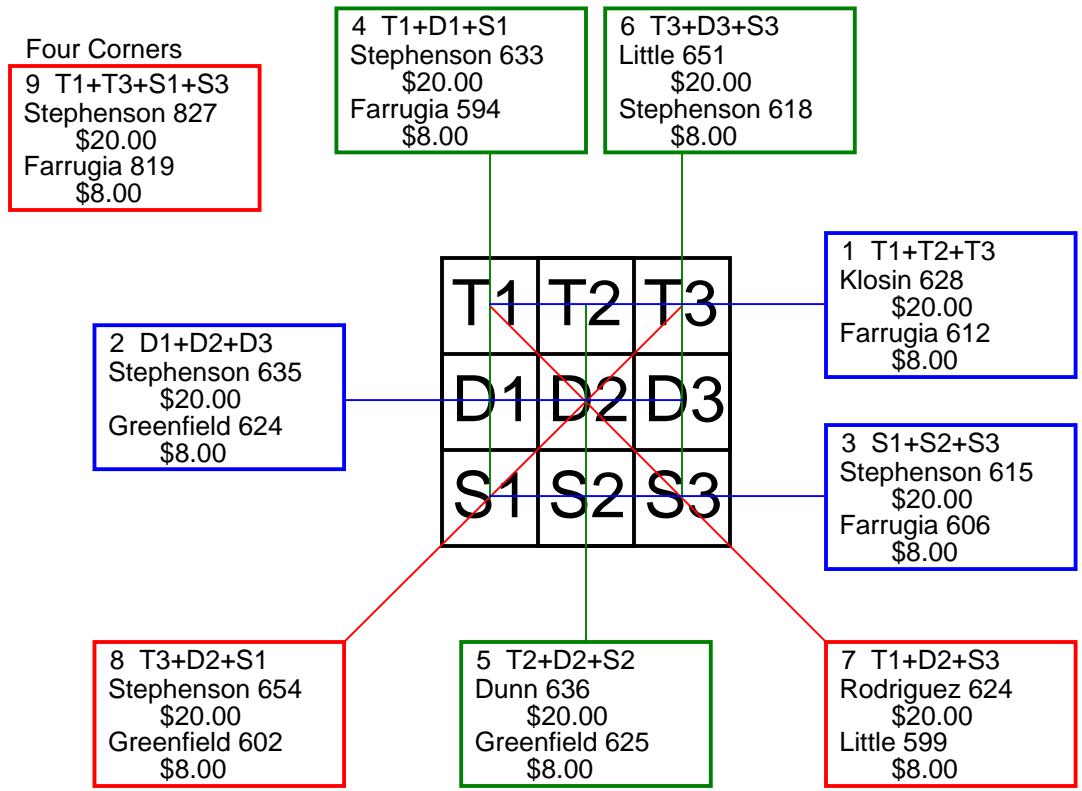 Four Corners
9 T1+T3+S1+S3
Stephenson 827
$20.00
Farrugia 819
$8.00
4 T1+D1+S1
Stephenson 633
$20.00
Farrugia 594
$8.00
6 T3+D3+S3
Little 651
$20.00
Stephenson 618
$8.00
1 T1+T2+T3
Klosin 628
$20.00
Farrugia 612
$8.00
2 D1+D2+D3
Stephenson 635
$20.00
Greenfield 624
$8.00
T1 T2 T3
D1 D2 D3
S1 S2 S3
3 S1+S2+S3
Stephenson 615
$20.00
Farrugia 606
$8.00
8 T3+D2+S1
Stephenson 654
$20.00
Greenfield 602
$8.00
5 T2+D2+S2
Dunn 636
$20.00
Greenfield 625
$8.00
7 T1+D2+S3
Rodriguez 624
$20.00
Little 599
$8.00